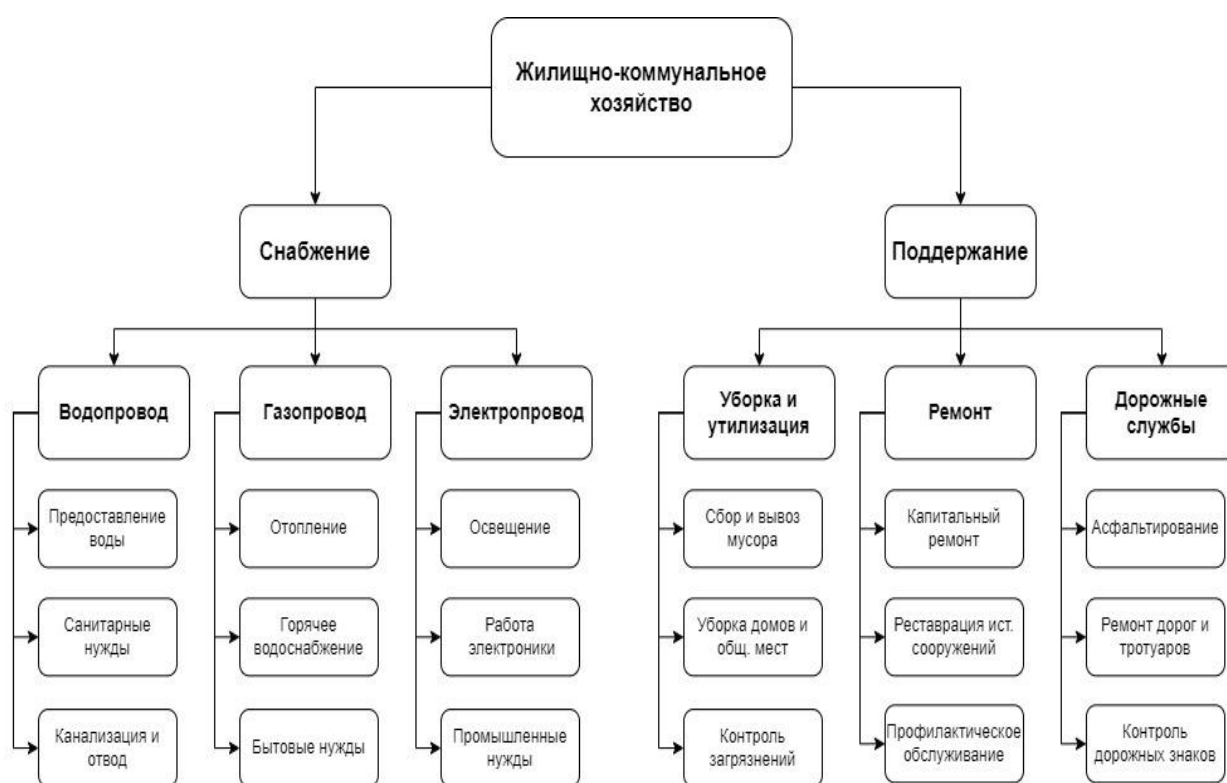 Жилищно-коммунальное
хозяйство
Снабжение
Поддержание
Водопровод
Газопровод
Электропровод
Уборка и
утилизация
Ремонт
Дорожные
службы
Предоставление
воды
Отопление
Освещение
Сбор и вывоз
мусора
Капитальный
ремонт
Асфальтирование
Санитарные
нужды
Горячее
водоснабжение
Работа
электроники
Уборка домов и
общ. мест
Реставрация ист.
сооружений
Ремонт дорог и
тротуаров
Канализация и
отвод
Бытовые нужды
Промышленные
нужды
Контроль
загрязнений
Профилактическое
обслуживание
Контроль
дорожных знаков